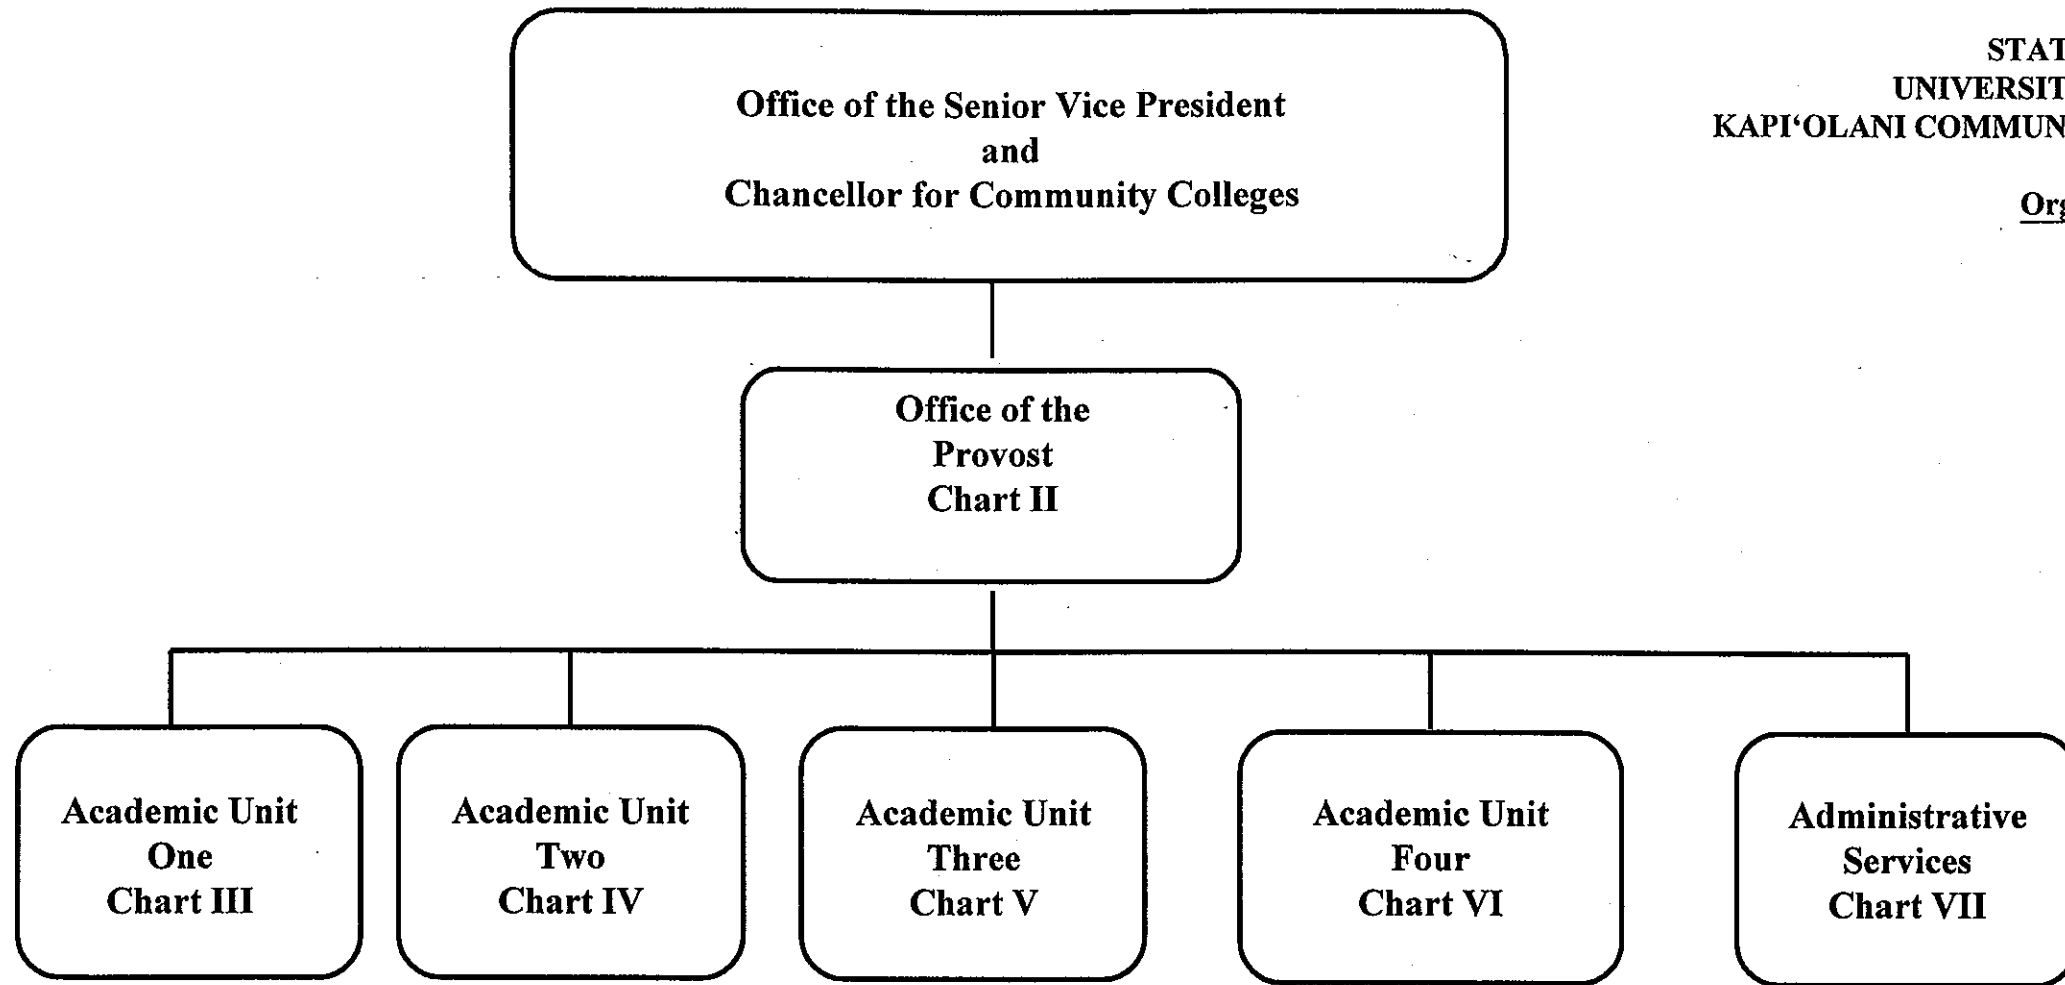 Office of the Senior Vice President
and
Chancellor for Community Colleges
STAT
UNIVERSIT
KAPI‘OLANI COMMUN
Org
Office of the
Provost
Chart II
Academic Unit
One
Chart III
Academic Unit
Two
Chart IV
Academic Unit
Three
Chart V
Academic Unit
Four
Chart VI
Administrative
Services
Chart VII